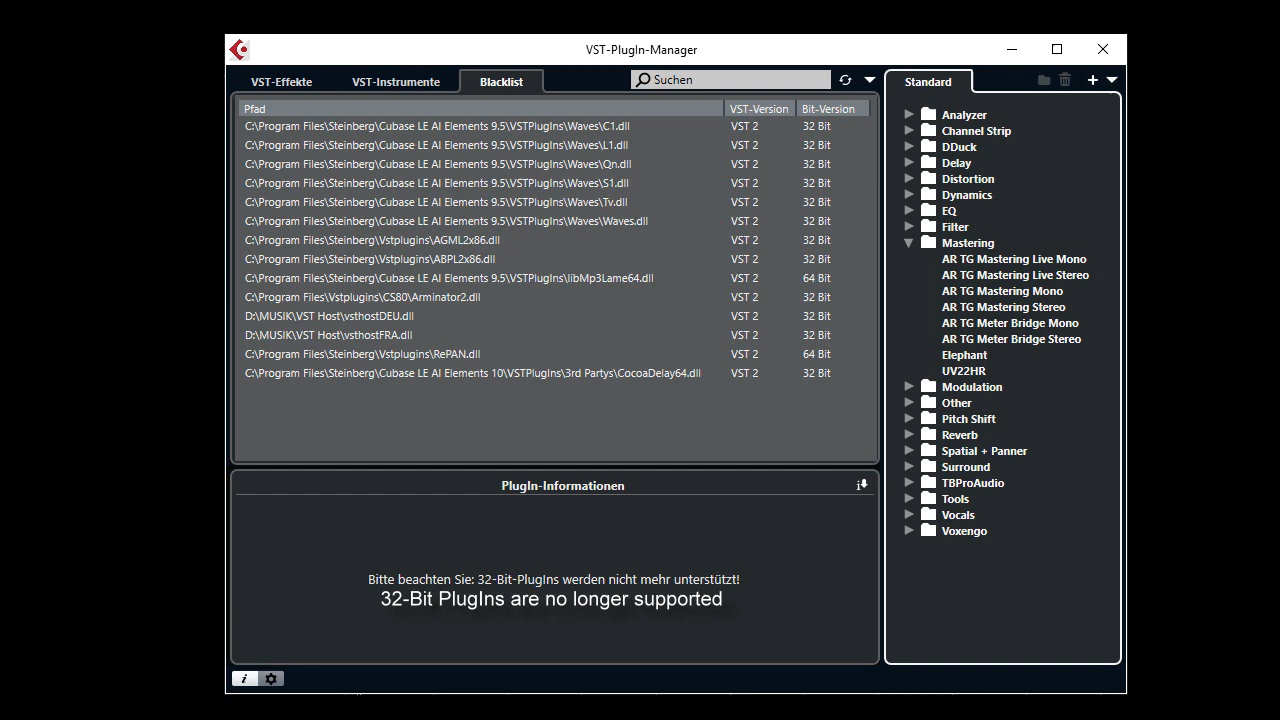 VST-PlugIn-Manager
VST-Effekte VST-Instrumente Blacklist Suchen
Pfad VST-Version Bit-Version
C:\Program Files\Steinberg\Cubase LE AI Elements 9.5\VSTPlugIns\Waves\C1.dll VST 2 32 Bit
C:\Program Files\Steinberg\Cubase LE AI Elements 9.5\VSTPlugIns\Waves\L1.dll VST 2 32 Bit
C:\Program Files\Steinberg\Cubase LE AI Elements 9.5\VSTPlugIns\Waves\Qn.dll VST 2 32 Bit
C:\Program Files\Steinberg\Cubase LE AI Elements 9.5\VSTPlugIns\Waves\S1.dll VST 2 32 Bit
C:\Program Files\Steinberg\Cubase LE AI Elements 9.5\VSTPlugIns\Waves\Tv.dll VST 2 32 Bit
C:\Program Files\Steinberg\Cubase LE AI Elements 9.5\VSTPlugIns\Waves\Waves.dll VST 2 32 Bit
C:\Program Files\Steinberg\Vstplugins\AGML2x86.dll VST 2 32 Bit
C:\Program Files\Steinberg\Vstplugins\ABPL2x86.dll VST 2 32 Bit
C:\Program Files\Steinberg\Cubase LE AI Elements 9.5\VSTPlugIns\libMp3Lame64.dll VST 2 64 Bit
C:\Program Files\Vstplugins\CS80\Arminator2.dll VST 2 32 Bit
D:\MUSIK\VST Host\vsthostDEU.dll VST 2 32 Bit
D:\MUSIK\VST Host\vsthostFRA.dll VST 2 32 Bit
C:\Program Files\Steinberg\Vstplugins\RePAN.dll VST 2 64 Bit
C:\Program Files\Steinberg\Cubase LE AI Elements 10\VSTPlugIns\3rd Partys\CocoaDelay64.dll VST 2 32 Bit
PlugIn-Informationen
Bitte beachten Sie: 32-Bit-PlugIns werden nicht mehr unterstützt!
32-Bit PlugIns are no longer supported
Standard
Analyzer
Channel Strip
DDuck
Delay
Distortion
Dynamics
EQ
Filter
Mastering
AR TG Mastering Live Mono
AR TG Mastering Live Stereo
AR TG Mastering Mono
AR TG Mastering Stereo
AR TG Meter Bridge Mono
AR TG Meter Bridge Stereo
Elephant
UV22HR
Modulation
Other
Pitch Shift
Reverb
Spatial + Panner
Surround
TBProAudio
Tools
Vocals
Voxengo